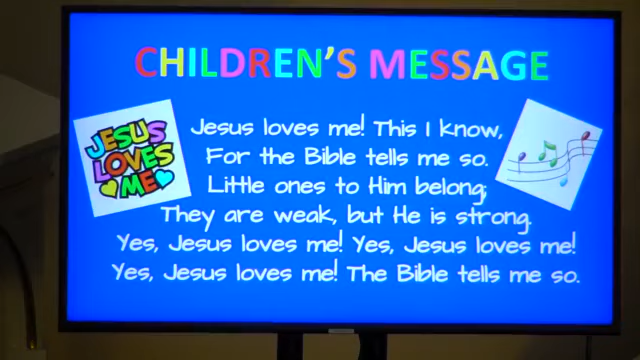 CHILDREN'S MESSAGE
JESUS
LOVES
ME
Jesus loves me! This I know,
For the Bible tells me so.
Little ones to Him belong;
They are weak, but He is strong.
Yes, Jesus loves me! Yes, Jesus loves me!
Yes, Jesus loves me! The Bible tells me so.